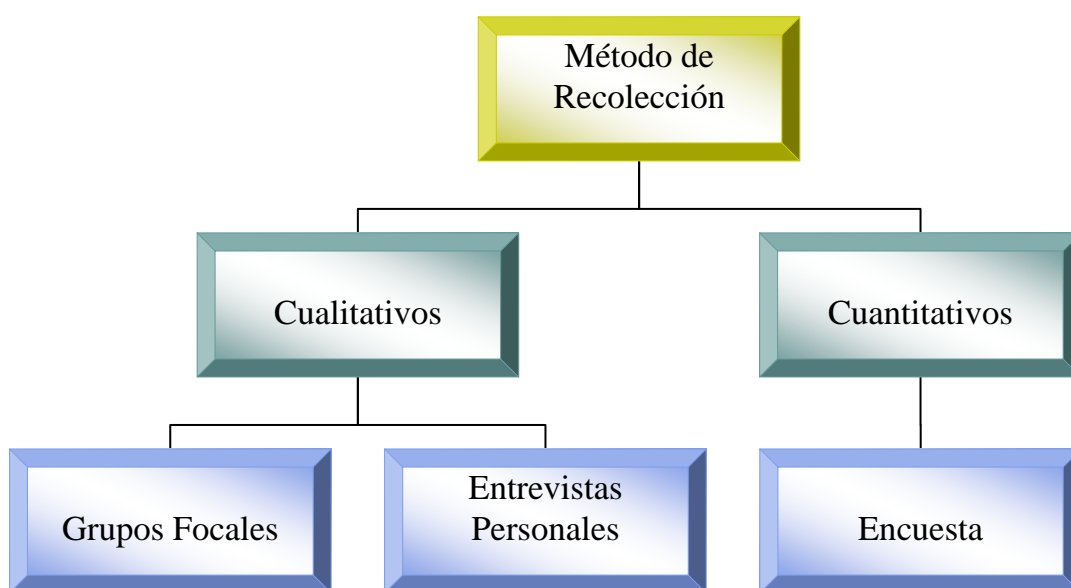 Método de
Recolección
Cualitativos
Cuantitativos
Grupos Focales
Entrevistas
Personales
Encuesta